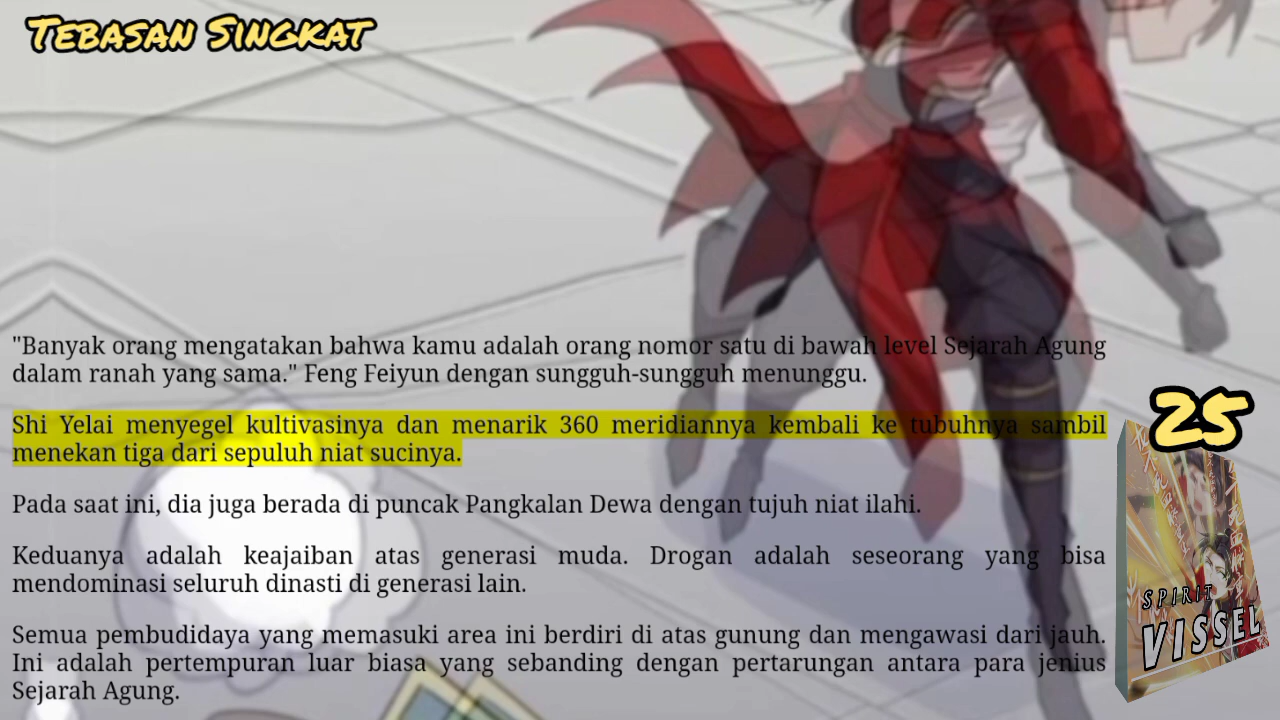 Tebasan Singkat
"Banyak orang mengatakan bahwa kamu adalah orang nomor satu di bawah level Sejarah Agung
dalam ranah yang sama." Feng Feiyun dengan sungguh-sungguh menunggu.
Shi Yelai menyegel kultivasinya dan menarik 360 meridiannya kembali ke tubuhnya sambil
menekan tiga dari sepuluh niat sucinya.
Pada saat ini, dia juga berada di puncak Pangkalan Dewa dengan tujuh niat ilahi.
Keduanya adalah keajaiban atas generasi muda. Drogan adalah seseorang yang bisa
mendominasi seluruh dinasti di generasi lain.
Semua pembudidaya yang memasuki area ini berdiri di atas gunung dan mengawasi dari jauh.
Ini adalah pertempuran luar biasa yang sebanding dengan pertarungan antara para jenius
Sejarah Agung.
25
SPIRIT
VISSEL